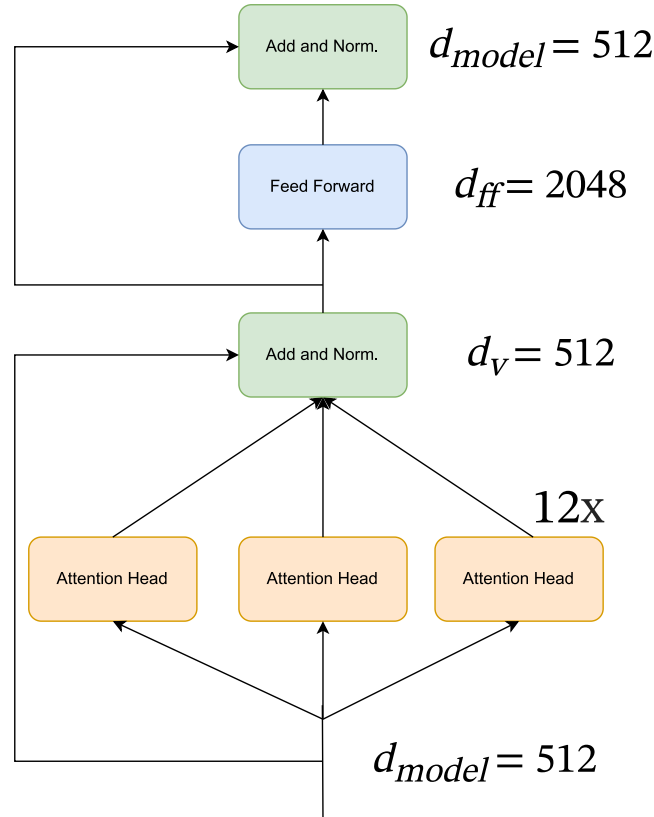 Add and Norm.
d_model = 512
Feed Forward
d_ff = 2048
Add and Norm.
d_v = 512
12x
Attention Head
Attention Head
Attention Head
d_model = 512